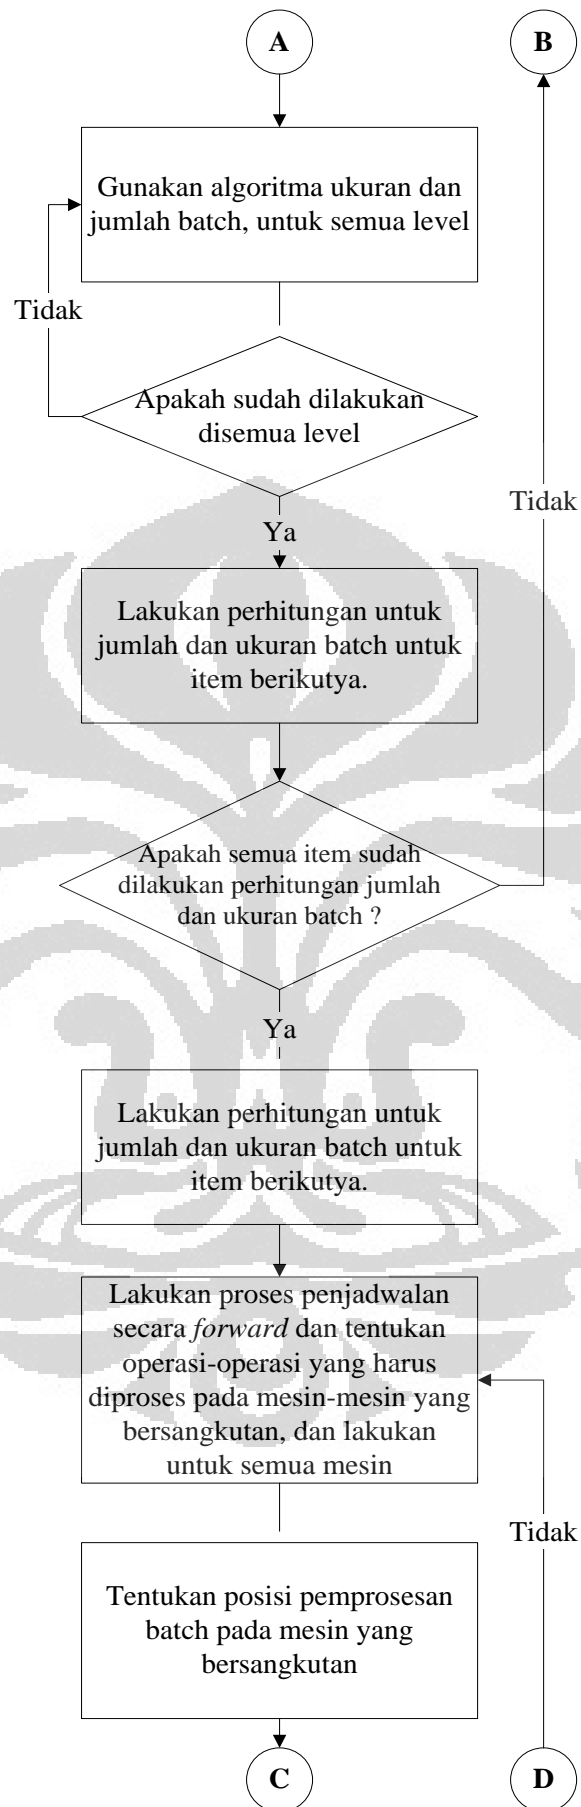 A
B
Gunakan algoritma ukuran dan
jumlah batch, untuk semua level
Tidak
Apakah sudah dilakukan
disemua level
Tidak
Ya
Lakukan perhitungan untuk
jumlah dan ukuran batch untuk
item berikutya.
Apakah semua item sudah
dilakukan perhitungan jumlah
dan ukuran batch ?
Ya
Lakukan perhitungan untuk
jumlah dan ukuran batch untuk
item berikutya.
Lakukan proses penjadwalan
secara forward dan tentukan
operasi-operasi yang harus
diproses pada mesin-mesin yang
bersangkutan, dan lakukan
untuk semua mesin
Tidak
Tentukan posisi pemprosesan
batch pada mesin yang
bersangkutan
C
D